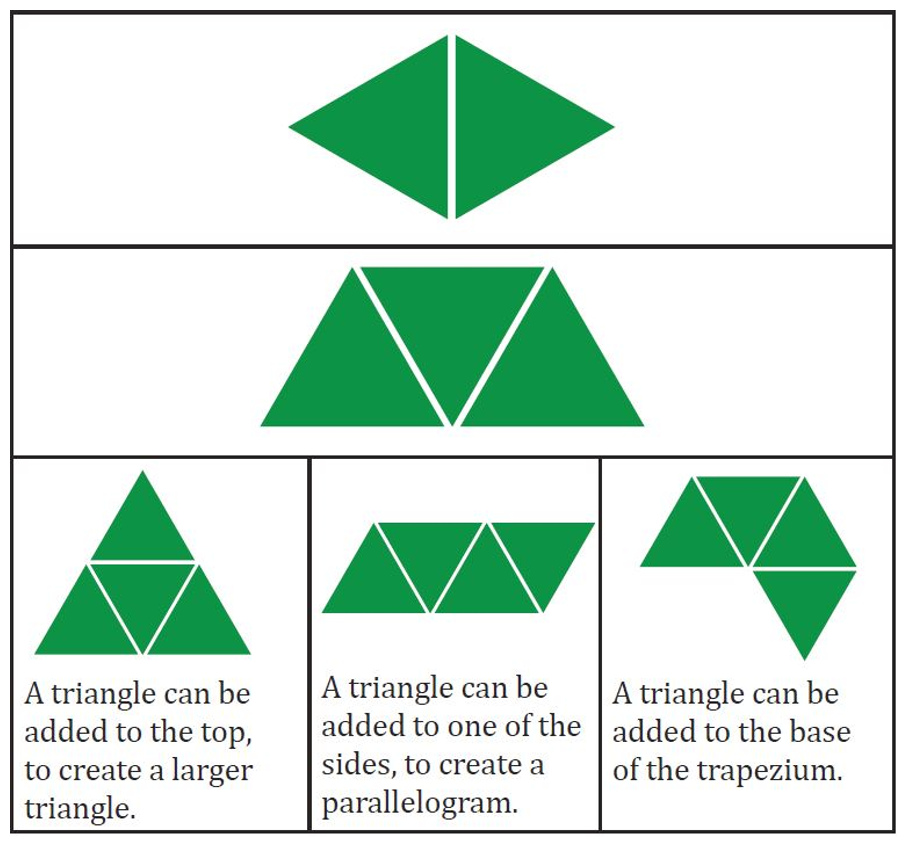 A triangle can be
added to the top,
to create a larger
triangle.
A triangle can be
added to one of the
sides, to create a
parallelogram.
A triangle can be
added to the base
of the trapezium.